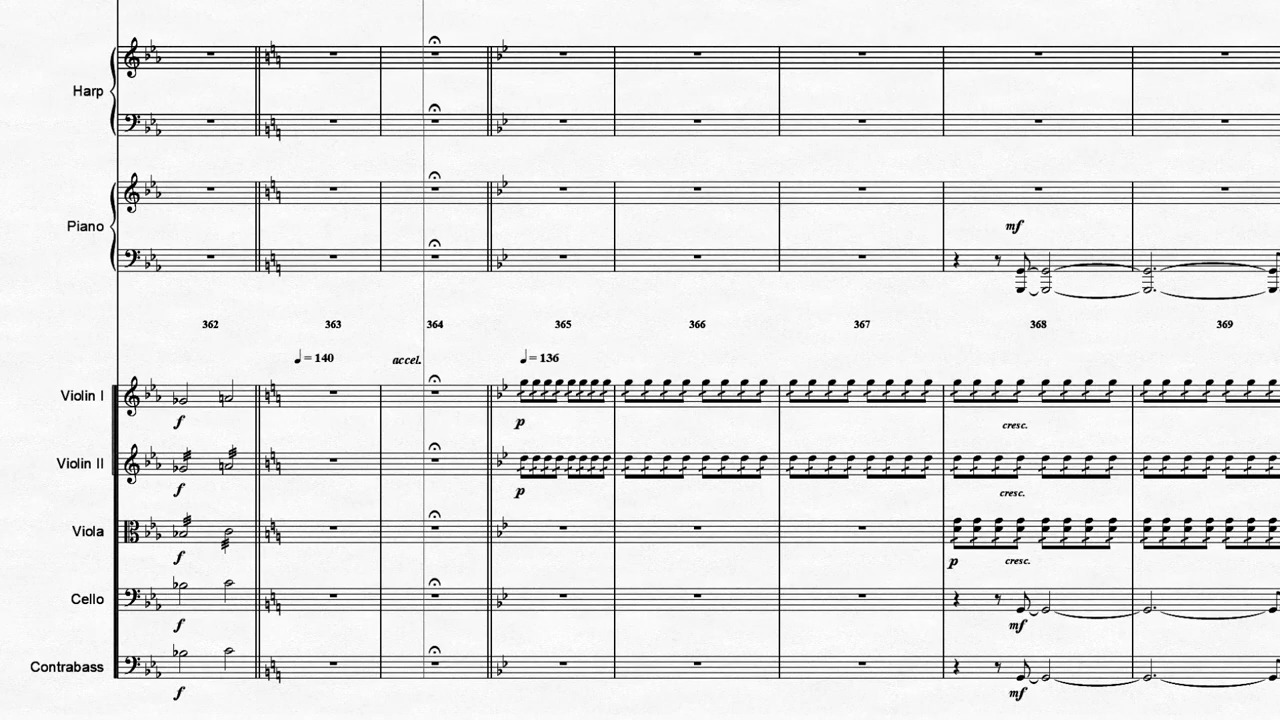 Harp
Piano
mf
362 363 364 365 366 367 368 369
♩ = 140 accel. ♩ = 136
Violin I
f p cresc.
Violin II
f p cresc.
Viola
f p cresc.
Cello
f mf
Contrabass
f mf